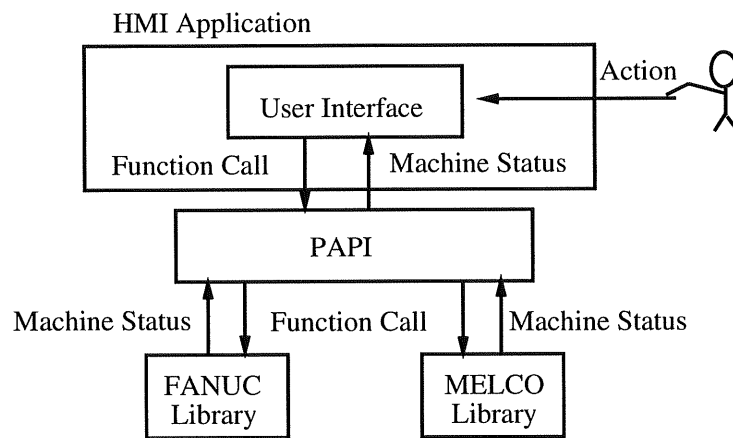 HMI Application
Action
User Interface
Function Call
Machine Status
PAPI
Machine Status
Function Call
Machine Status
FANUC
Library
MELCO
Library